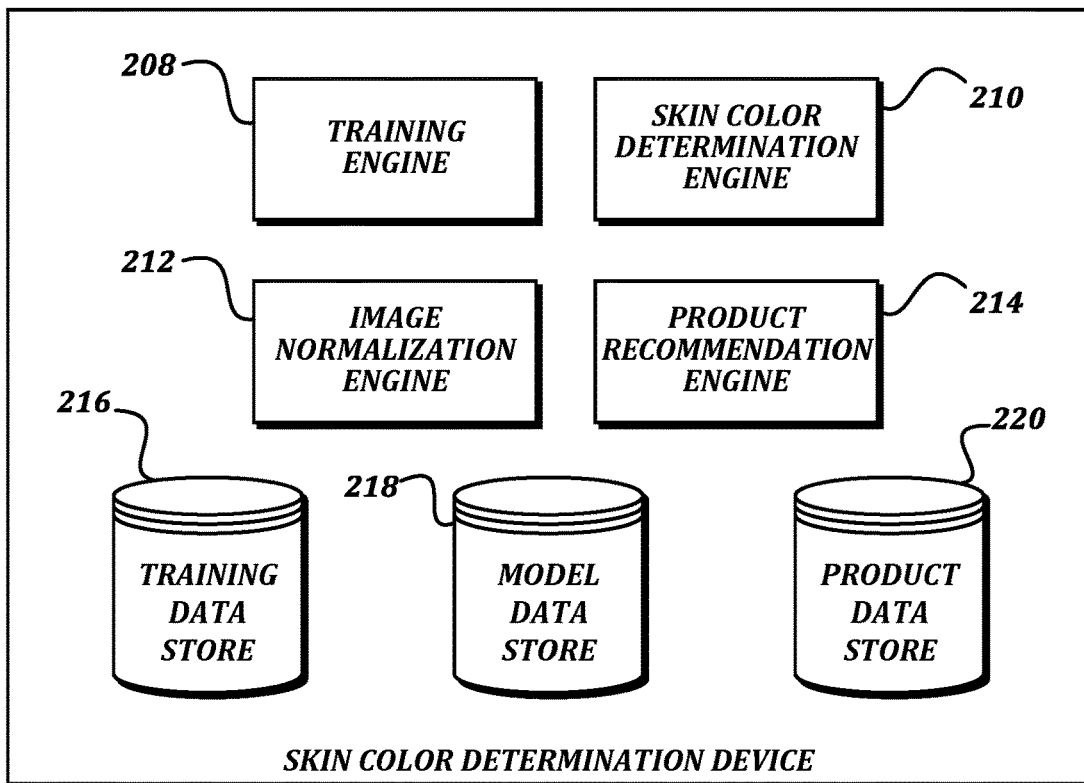 208
TRAINING
ENGINE
SKIN COLOR
DETERMINATION
ENGINE
210
212
IMAGE
NORMALIZATION
ENGINE
PRODUCT
RECOMMENDATION
ENGINE
214
216
TRAINING
DATA
STORE
218
MODEL
DATA
STORE
220
PRODUCT
DATA
STORE
SKIN COLOR DETERMINATION DEVICE